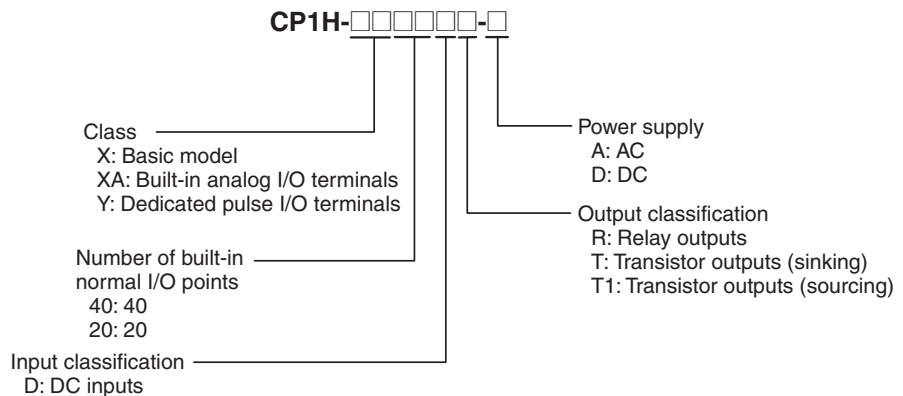 CP1H-□□□□□□-□
Class
X: Basic model
XA: Built-in analog I/O terminals
Y: Dedicated pulse I/O terminals
Number of built-in
normal I/O points
40: 40
20: 20
Input classification
D: DC inputs
Power supply
A: AC
D: DC
Output classification
R: Relay outputs
T: Transistor outputs (sinking)
T1: Transistor outputs (sourcing)